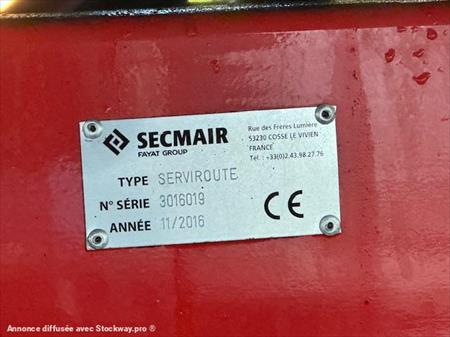 SECMAIR
FAYAT GROUP
Rue des Frères Lumière
53230 COSSE LE VIVIEN
FRANCE
Tél. : +33(0)2.43.98.27.76
TYPE SERVIROUTE
N° SÉRIE 3016019
ANNÉE 11/2016
CE
Annonce diffusée avec Stockway.pro ®